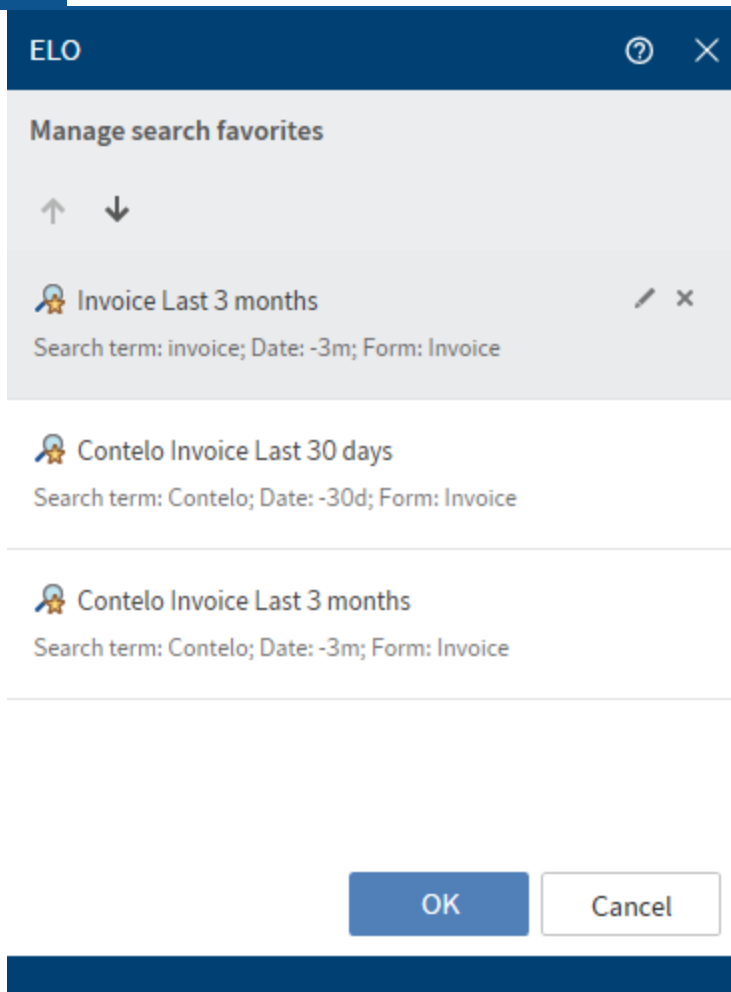 ELO
Manage search favorites
Invoice Last 3 months
Search term: invoice; Date: -3m; Form: Invoice
Contelo Invoice Last 30 days
Search term: Contelo; Date: -30d; Form: Invoice
Contelo Invoice Last 3 months
Search term: Contelo; Date: -3m; Form: Invoice
OK
Cancel